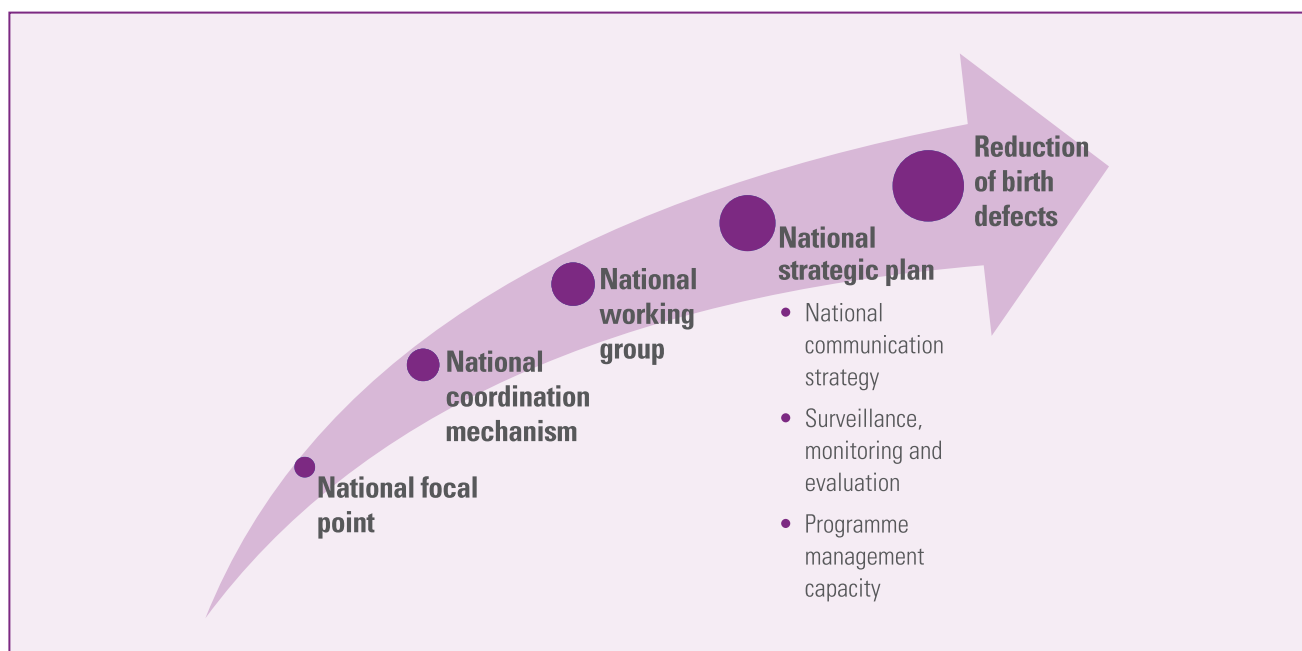 National focal
point
National
coordination
mechanism
National
working
group
National
strategic plan
• National
communication
strategy
• Surveillance,
monitoring and
evaluation
• Programme
management
capacity
Reduction
of birth
defects